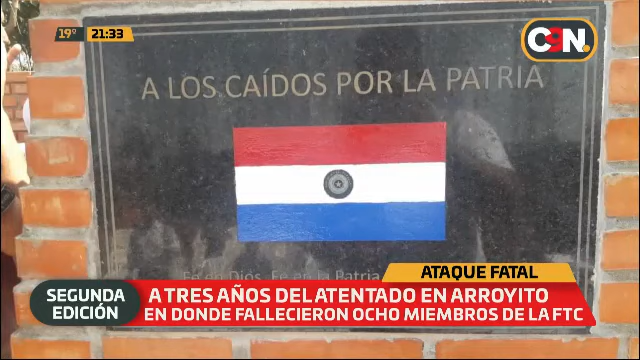 19º 21:33
C9N
A LOS CAÍDOS POR LA PATRIA
Fe en Dios, Fe en la Patria
ATAQUE FATAL
SEGUNDA
EDICIÓN
A TRES AÑOS DEL ATENTADO EN ARROYITO
EN DONDE FALLECIERON OCHO MIEMBROS DE LA FTC